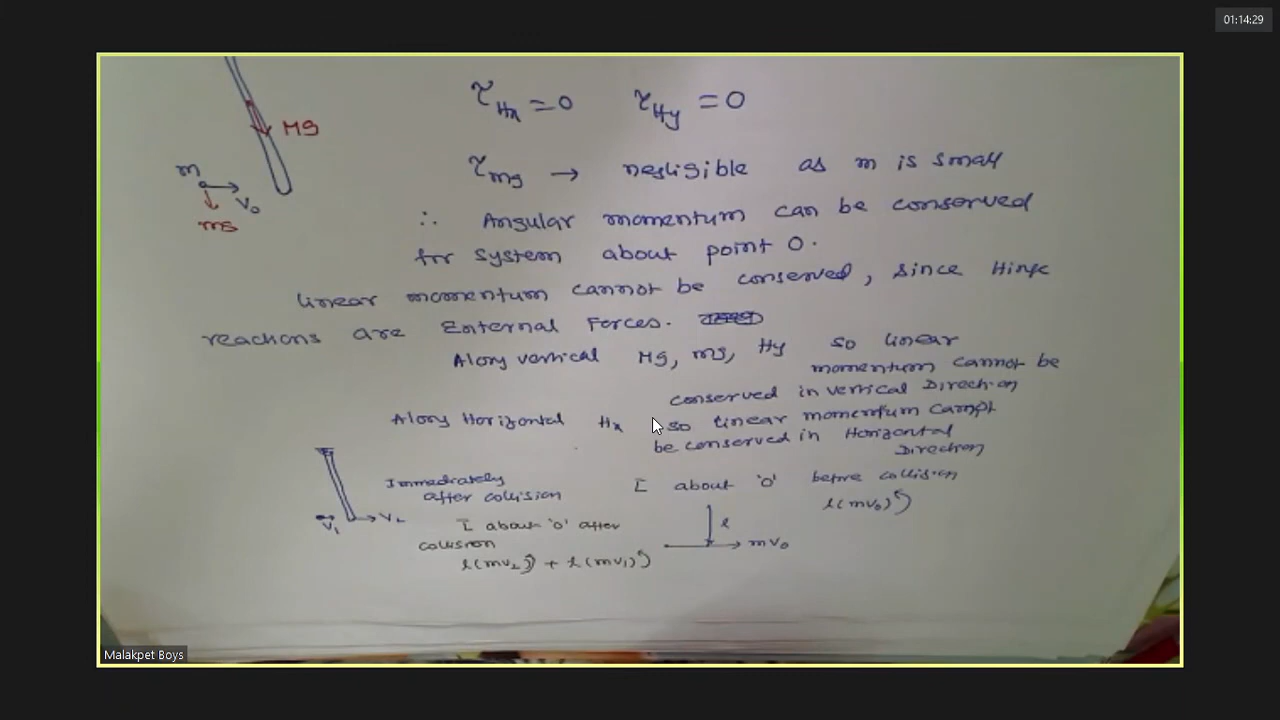 01:14:29
τHx = 0 τHy = 0
Mg
τmg → negligible as m is small
m
V₀
mg
∴ Angular momentum can be conserved
for system about point O.
linear momentum cannot be conserved, since Hinge
reactions are External Forces.
Along vertical Mg, mg, Hy so linear
momentum cannot be
conserved in vertical Direction
Along Horizontal Hx so linear momentum cannot
be conserved in Horizontal
Direction
Immediately
after collision
L about 'O' before collision
l(mv₀)
V₁ V₂
L about 'O' after
collision
l
mv₀
l(mv₂) + l(mv₁)
Malakpet Boys